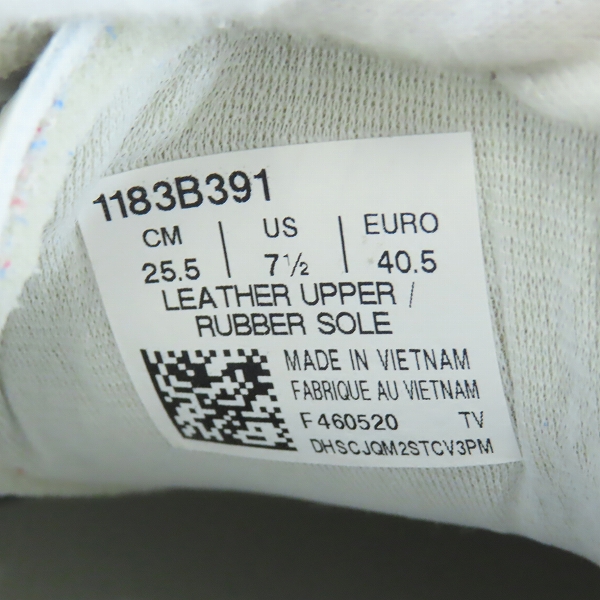 1183B391
CM | US | EURO
25.5 | 7½ | 40.5
LEATHER UPPER /
RUBBER SOLE
MADE IN VIETNAM
FABRIQUE AU VIETNAM
F460520 TV
DHSCJQM2STCV3PM